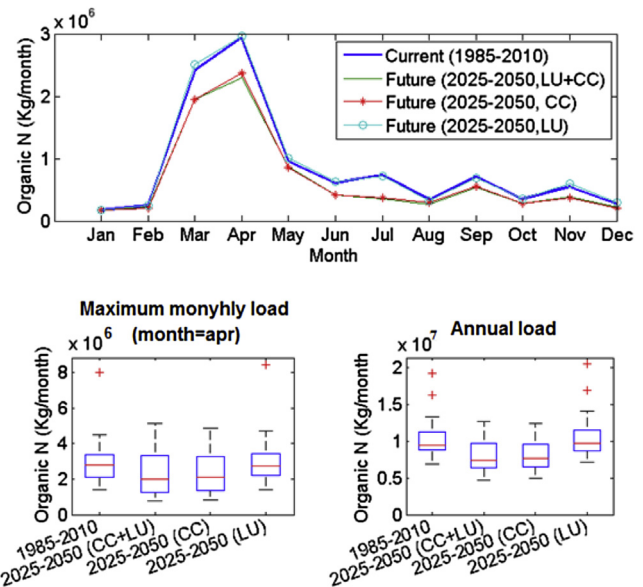 × 10^6
3
2
1
0
Organic N (Kg/month)
Current (1985-2010)
Future (2025-2050,LU+CC)
Future (2025-2050, CC)
Future (2025-2050,LU)
Jan Feb Mar Apr May Jun Jul Aug Sep Oct Nov Dec
Month
Maximum monyhly load
(month=apr)
× 10^6
8
6
4
2
0
Organic N (Kg/month)
1985-2010
2025-2050 (CC+LU)
2025-2050 (CC)
2025-2050 (LU)
Annual load
× 10^7
2
1.5
1
0.5
0
Organic N (Kg/month)
1985-2010
2025-2050 (CC+LU)
2025-2050 (CC)
2025-2050 (LU)